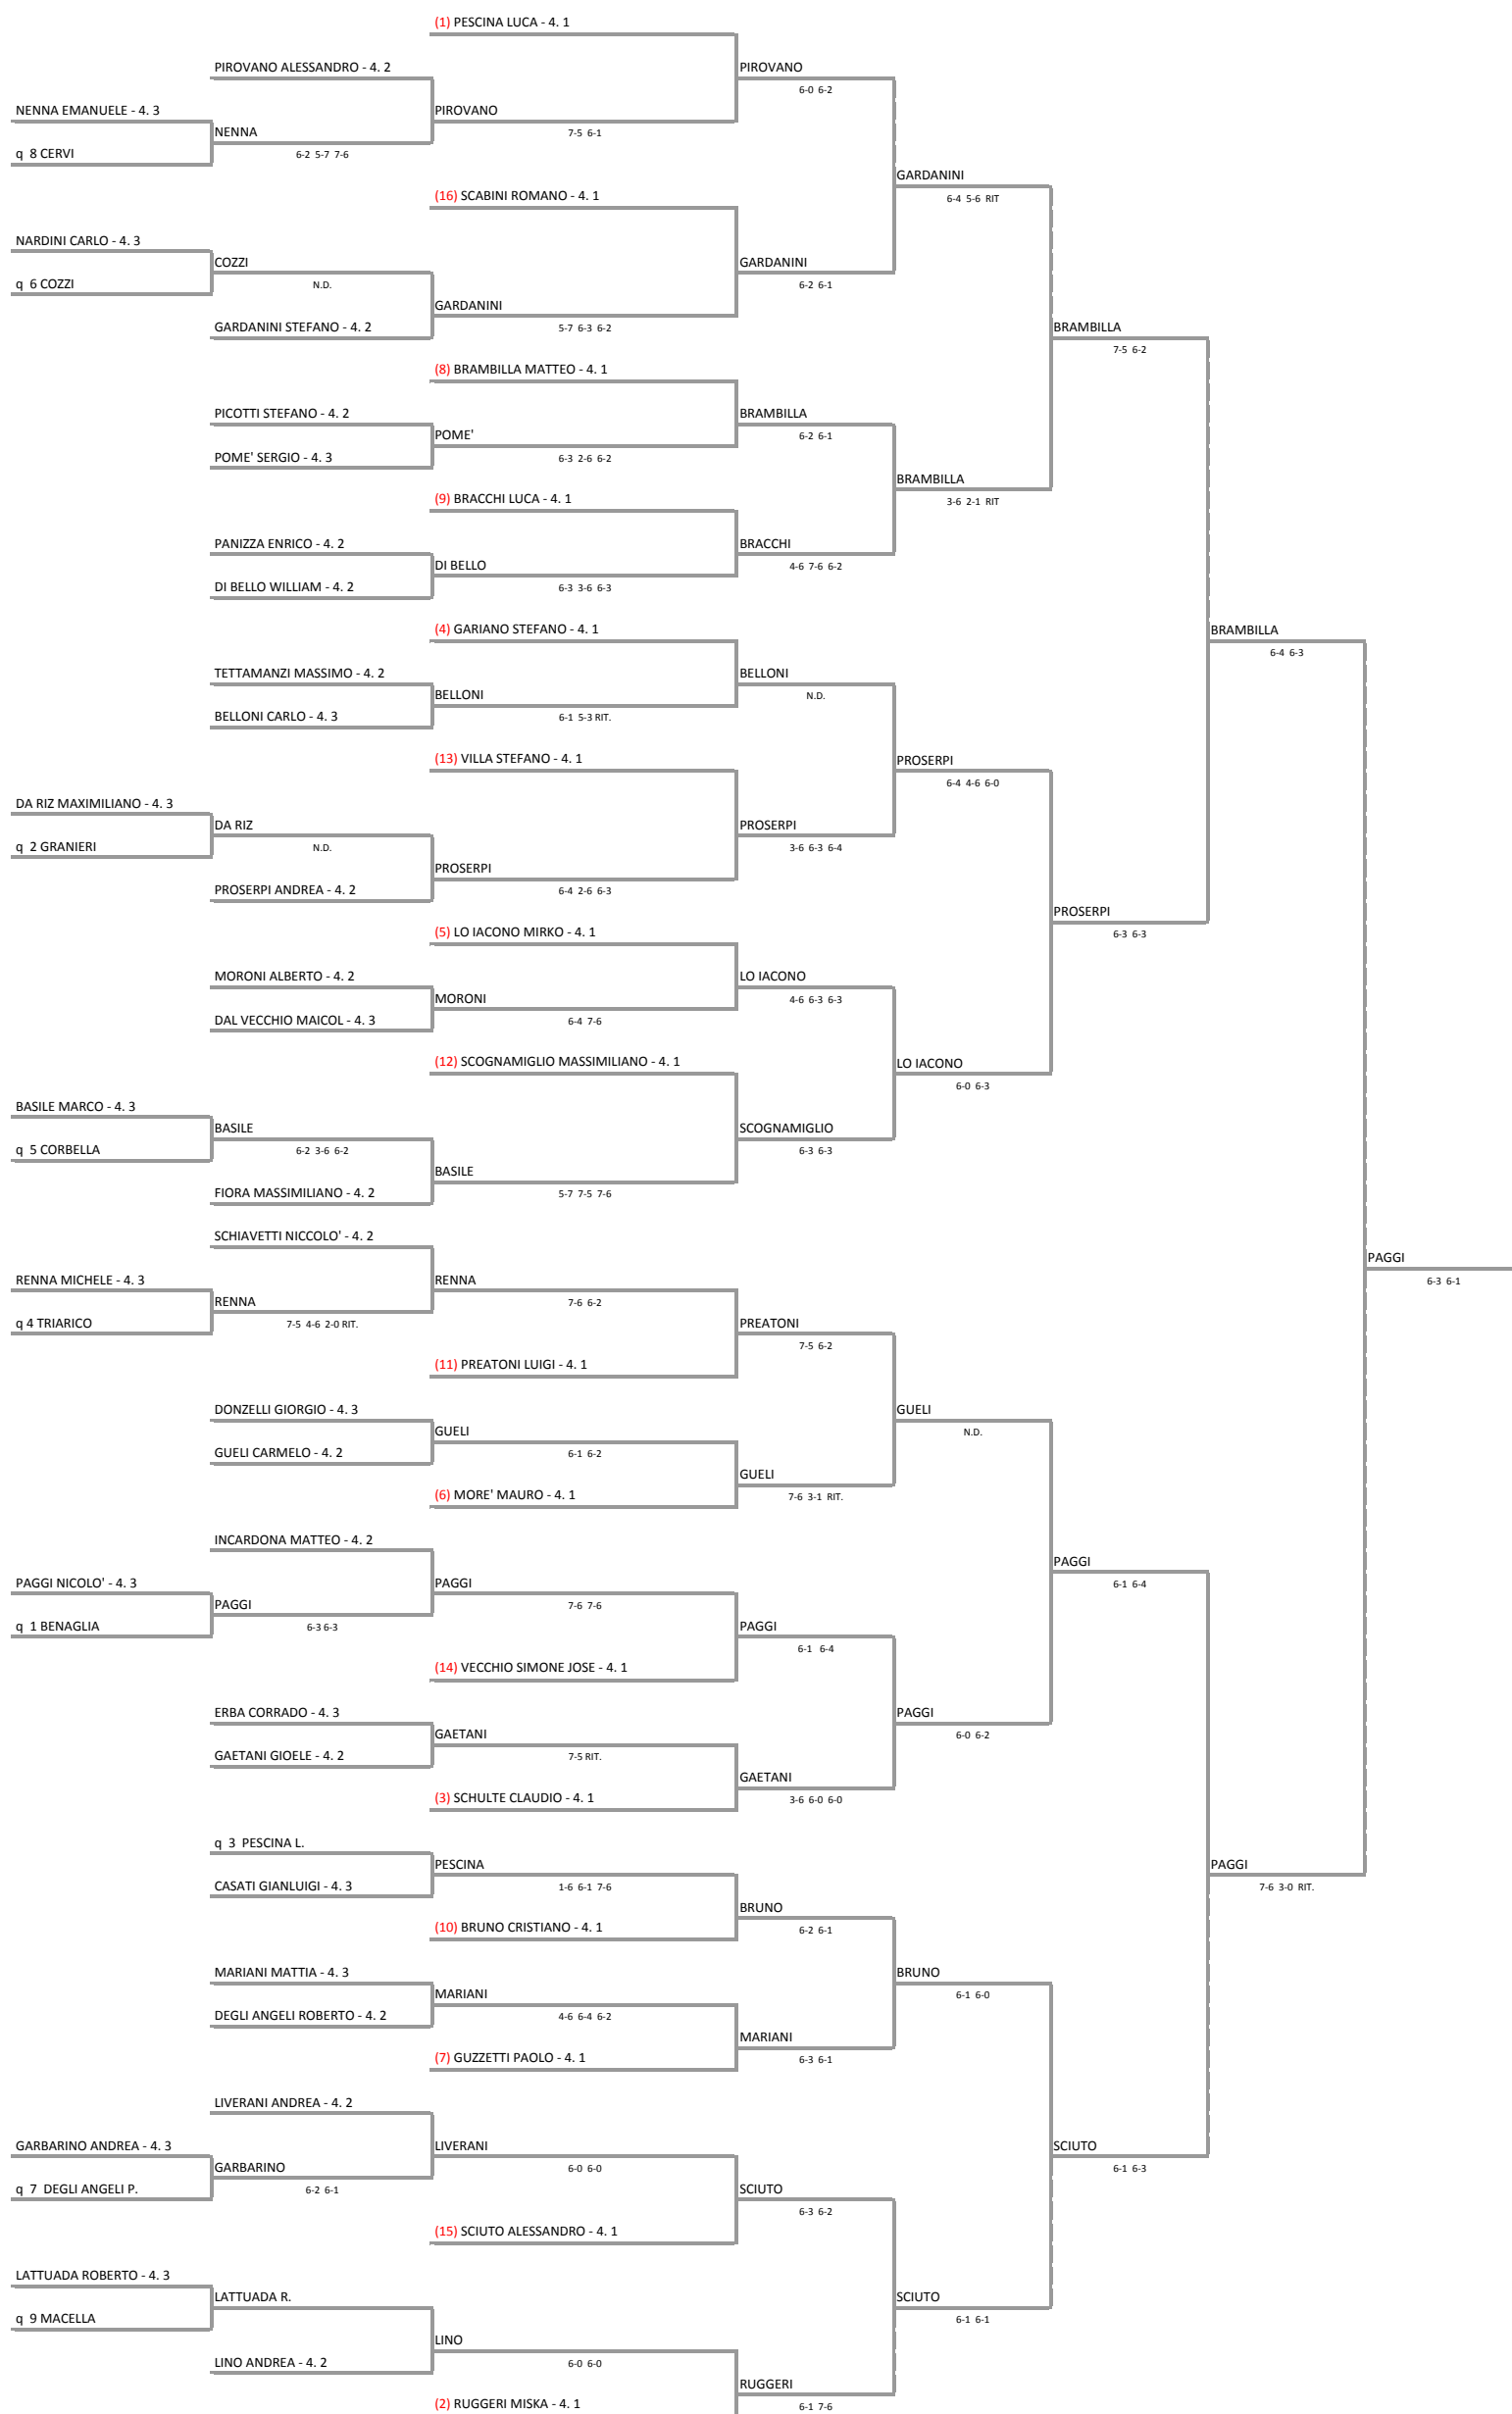 (1) PESCINA LUCA - 4. 1
PIROVANO ALESSANDRO - 4. 2
PIROVANO
6-0 6-2
NENNA EMANUELE - 4. 3
PIROVANO
7-5 6-1
NENNA
6-2 5-7 7-6
q 8 CERVI
GARDANINI
6-4 5-6 RIT
(16) SCABINI ROMANO - 4. 1
NARDINI CARLO - 4. 3
COZZI
N.D.
GARDANINI
6-2 6-1
q 6 COZZI
GARDANINI
5-7 6-3 6-2
GARDANINI STEFANO - 4. 2
BRAMBILLA
7-5 6-2
(8) BRAMBILLA MATTEO - 4. 1
PICOTTI STEFANO - 4. 2
BRAMBILLA
6-2 6-1
POME'
6-3 2-6 6-2
POME' SERGIO - 4. 3
BRAMBILLA
3-6 2-1 RIT
(9) BRACCHI LUCA - 4. 1
PANIZZA ENRICO - 4. 2
BRACCHI
4-6 7-6 6-2
DI BELLO
6-3 3-6 6-3
DI BELLO WILLIAM - 4. 2
(4) GARIANO STEFANO - 4. 1
BRAMBILLA
6-4 6-3
TETTAMANZI MASSIMO - 4. 2
BELLONI
N.D.
BELLONI
6-1 5-3 RIT.
BELLONI CARLO - 4. 3
(13) VILLA STEFANO - 4. 1
PROSERPI
6-4 4-6 6-0
DA RIZ MAXIMILIANO - 4. 3
DA RIZ
N.D.
PROSERPI
3-6 6-3 6-4
q 2 GRANIERI
PROSERPI
6-4 2-6 6-3
PROSERPI ANDREA - 4. 2
PROSERPI
6-3 6-3
(5) LO IACONO MIRKO - 4. 1
MORONI ALBERTO - 4. 2
LO IACONO
4-6 6-3 6-3
MORONI
6-4 7-6
DAL VECCHIO MAICOL - 4. 3
(12) SCOGNAMIGLIO MASSIMILIANO - 4. 1
LO IACONO
6-0 6-3
BASILE MARCO - 4. 3
BASILE
6-2 3-6 6-2
SCOGNAMIGLIO
6-3 6-3
q 5 CORBELLA
BASILE
5-7 7-5 7-6
FIORA MASSIMILIANO - 4. 2
SCHIAVETTI NICCOLO' - 4. 2
PAGGI
6-3 6-1
RENNA MICHELE - 4. 3
RENNA
7-6 6-2
RENNA
7-5 4-6 2-0 RIT.
q 4 TRIARICO
PREATONI
7-5 6-2
(11) PREATONI LUIGI - 4. 1
DONZELLI GIORGIO - 4. 3
GUELI
N.D.
GUELI
6-1 6-2
GUELI CARMELO - 4. 2
GUELI
7-6 3-1 RIT.
(6) MORE' MAURO - 4. 1
INCARDONA MATTEO - 4. 2
PAGGI
6-1 6-4
PAGGI NICOLO' - 4. 3
PAGGI
7-6 7-6
PAGGI
6-3 6-3
q 1 BENAGLIA
PAGGI
6-1 6-4
(14) VECCHIO SIMONE JOSE - 4. 1
ERBA CORRADO - 4. 3
PAGGI
6-0 6-2
GAETANI
7-5 RIT.
GAETANI GIOELE - 4. 2
GAETANI
3-6 6-0 6-0
(3) SCHULTE CLAUDIO - 4. 1
q 3 PESCINA L.
PESCINA
1-6 6-1 7-6
PAGGI
7-6 3-0 RIT.
CASATI GIANLUIGI - 4. 3
BRUNO
6-2 6-1
(10) BRUNO CRISTIANO - 4. 1
MARIANI MATTIA - 4. 3
BRUNO
6-1 6-0
MARIANI
4-6 6-4 6-2
DEGLI ANGELI ROBERTO - 4. 2
MARIANI
6-3 6-1
(7) GUZZETTI PAOLO - 4. 1
LIVERANI ANDREA - 4. 2
GARBARINO ANDREA - 4. 3
LIVERANI
6-0 6-0
SCIUTO
6-1 6-3
GARBARINO
6-2 6-1
q 7 DEGLI ANGELI P.
SCIUTO
6-3 6-2
(15) SCIUTO ALESSANDRO - 4. 1
LATTUADA ROBERTO - 4. 3
LATTUADA R.
SCIUTO
6-1 6-1
q 9 MACELLA
LINO
6-0 6-0
LINO ANDREA - 4. 2
RUGGERI
6-1 7-6
(2) RUGGERI MISKA - 4. 1